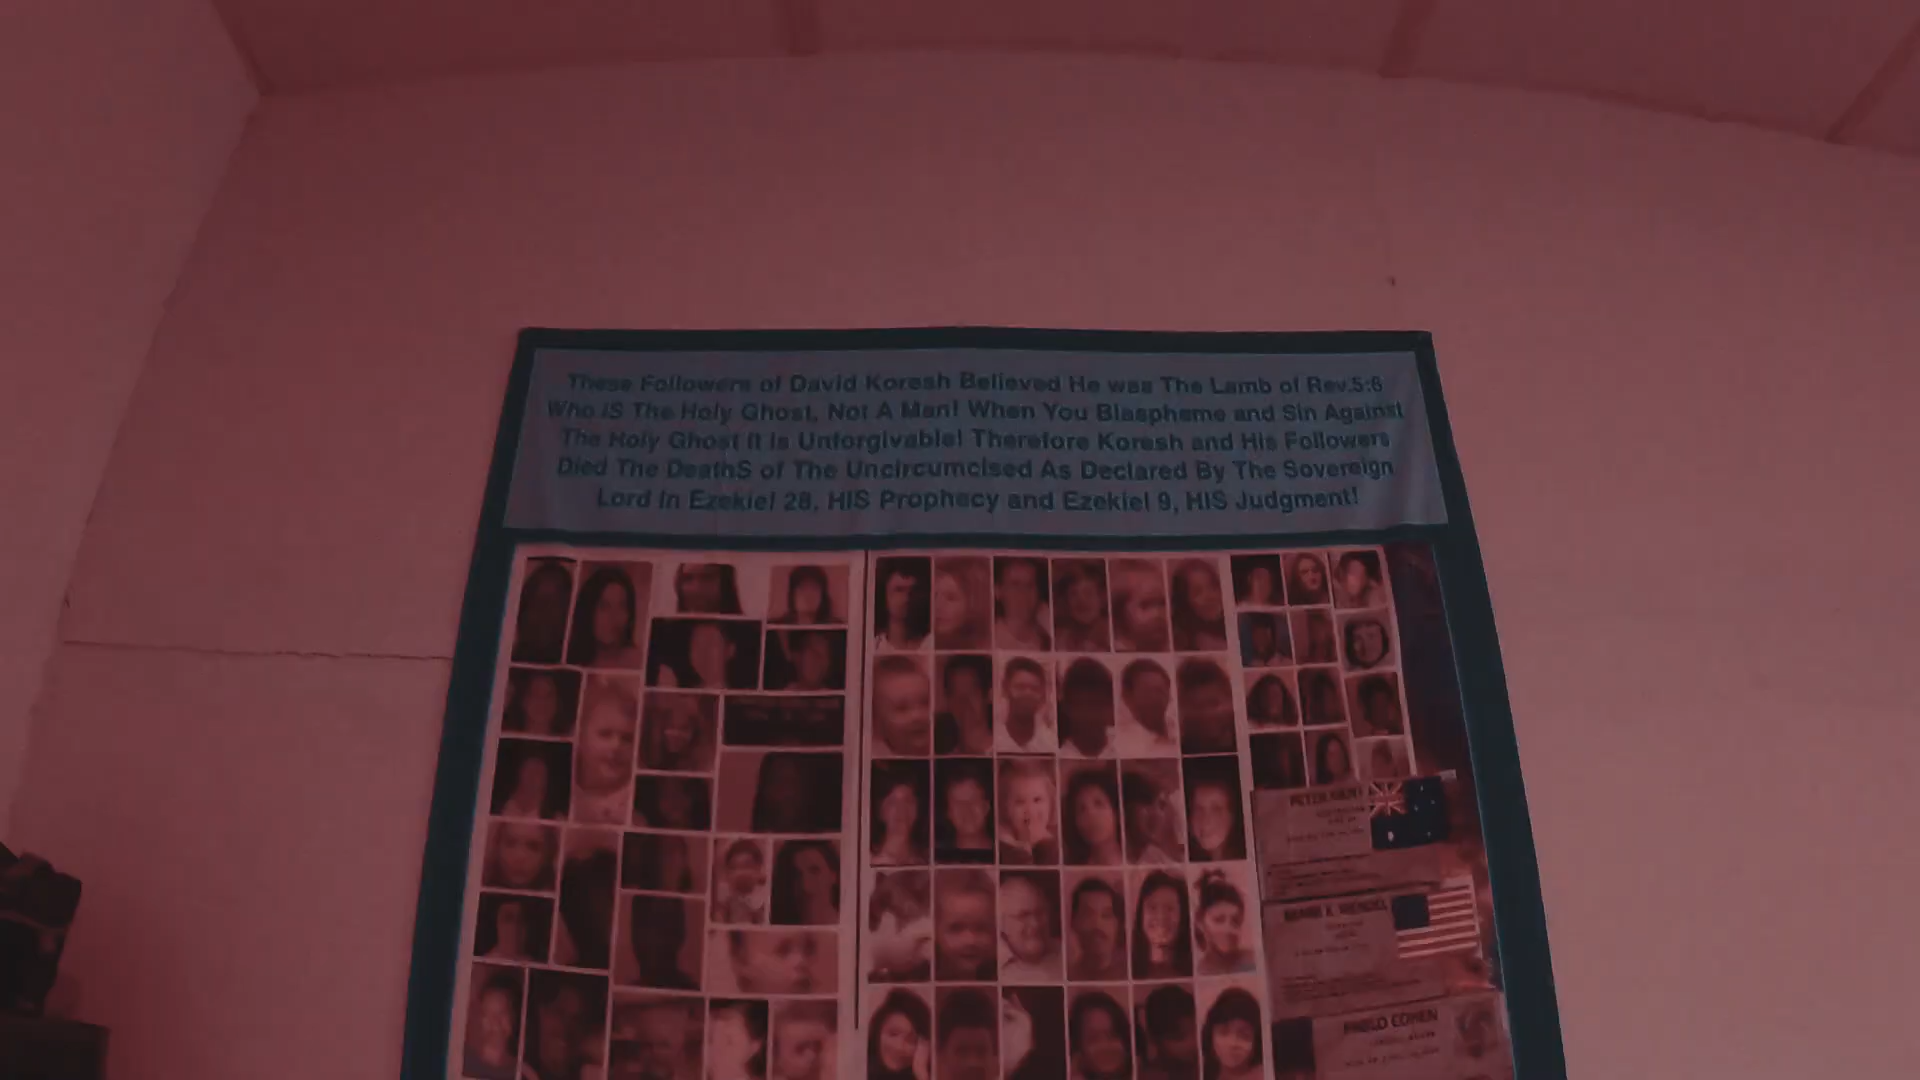 These Followers of David Koresh Believed He was The Lamb of Rev.5:6
Who IS The Holy Ghost, Not A Man! When You Blaspheme and Sin Against
The Holy Ghost It Is Unforgivable! Therefore Koresh and His Followers
Died The DeathS of The Uncircumcised As Declared By The Sovereign
Lord In Ezekiel 28, HIS Prophecy and Ezekiel 9, HIS Judgment!
PABLO COHEN